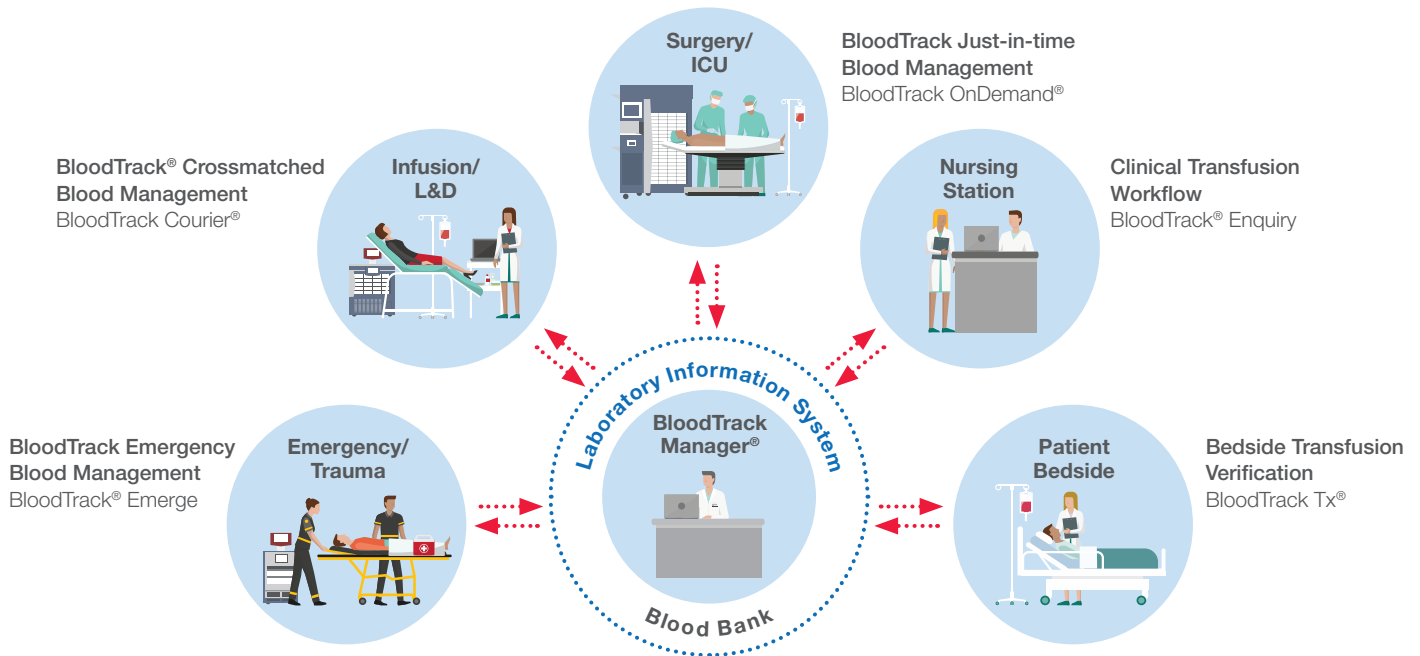 Surgery/
ICU
BloodTrack Just-in-time
Blood Management
BloodTrack OnDemand®
BloodTrack® Crossmatched
Blood Management
BloodTrack Courier®
Infusion/
L&D
Nursing
Station
Clinical Transfusion
Workflow
BloodTrack® Enquiry
Laboratory Information System
BloodTrack
Manager®
Blood Bank
BloodTrack Emergency
Blood Management
BloodTrack® Emerge
Emergency/
Trauma
Patient
Bedside
Bedside Transfusion
Verification
BloodTrack Tx®